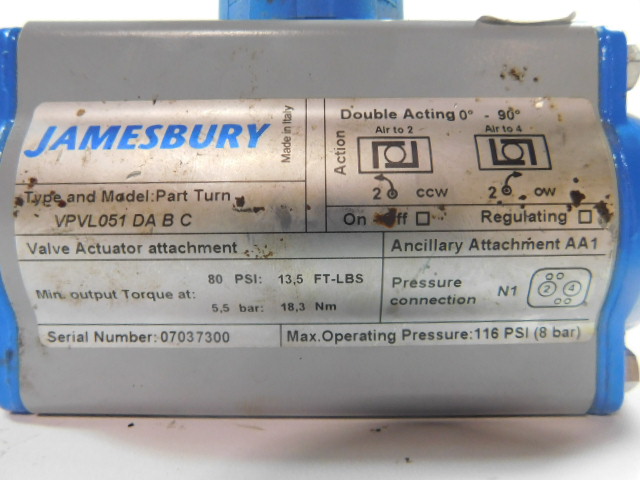 JAMESBURY
Made in Italy
Action
Double Acting 0° - 90°
Air to 2
Air to 4
2 CCW
2 CW
Type and Model:Part Turn
VPVL051 DA B C
On Off
Regulating
Valve Actuator attachment
Ancillary Attachment AA1
Min. output Torque at:
80 PSI: 13,5 FT-LBS
5,5 bar: 18,3 Nm
Pressure
connection
N1
2 4
Serial Number:07037300
Max.Operating Pressure:116 PSI (8 bar)